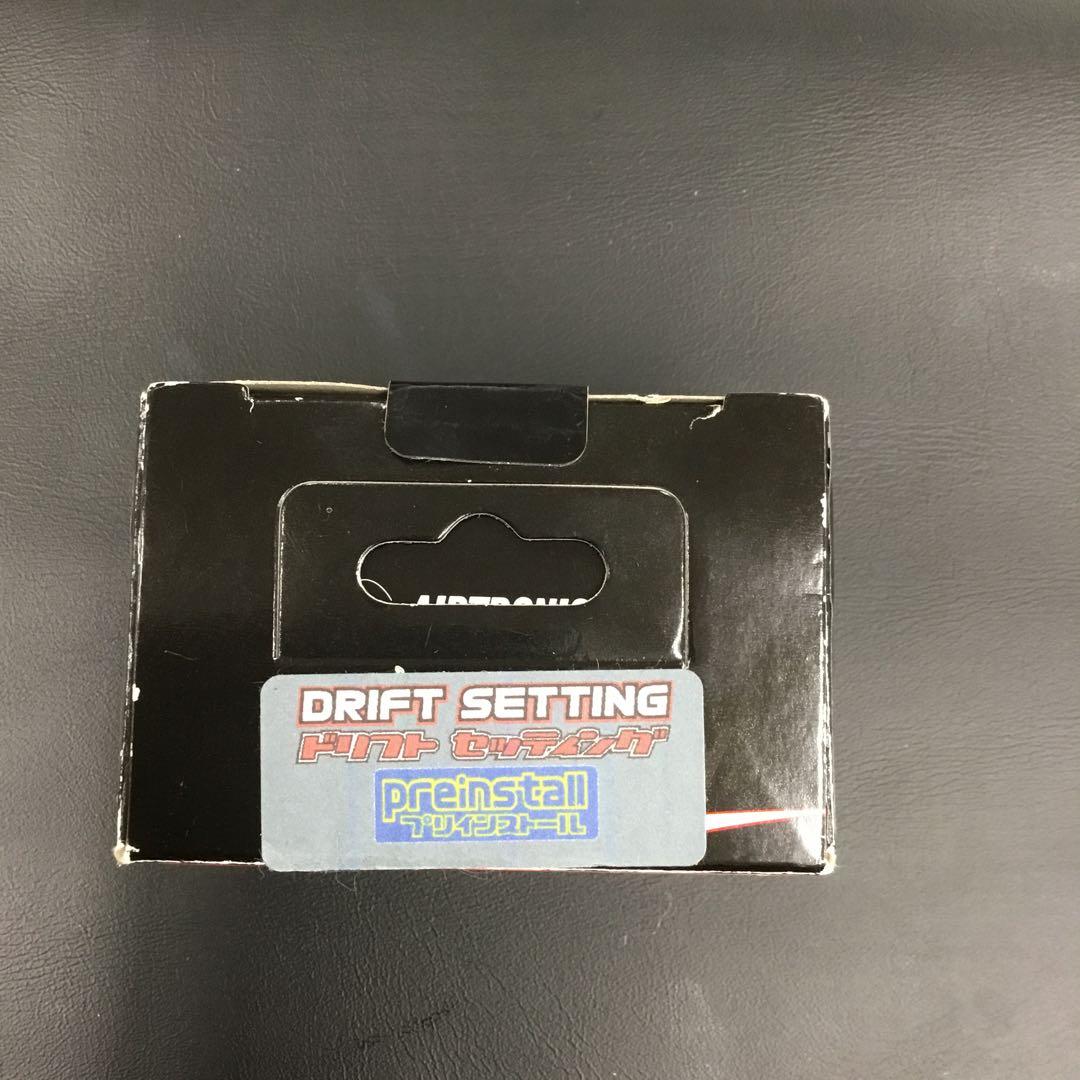 AIRTRONIC
DRIFT SETTING
ドリフト セッティング
preinstall
プリインストール